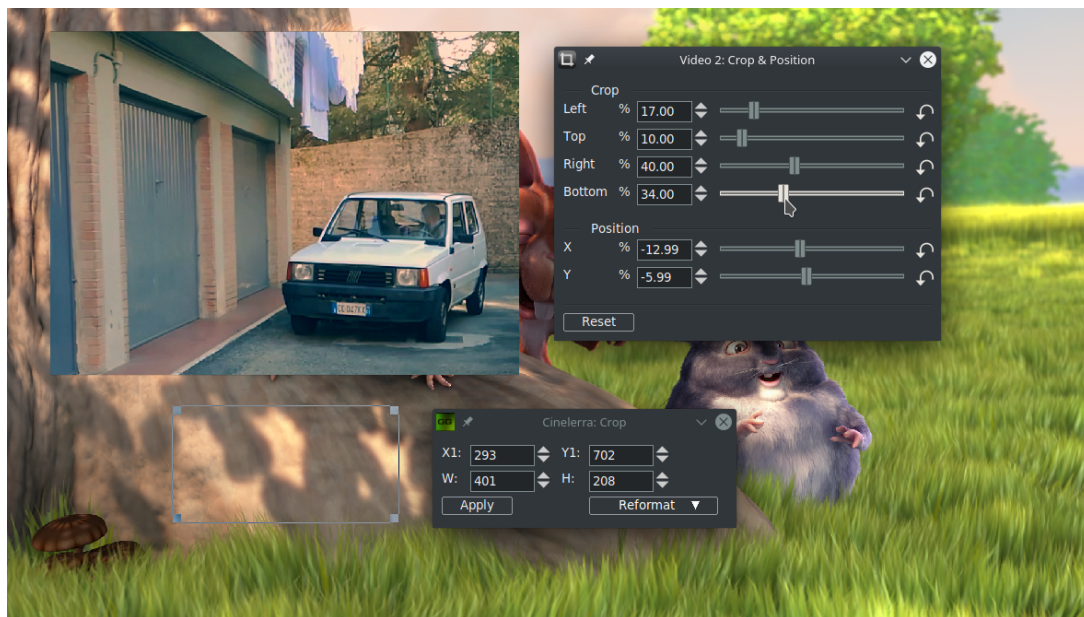 Video 2: Crop & Position
Crop
Left % 17.00
Top % 10.00
Right % 40.00
Bottom % 34.00
Position
X % -12.99
Y % -5.99
Reset
Cinelerra: Crop
X1: 293 Y1: 702
W: 401 H: 208
Apply Reformat ▼